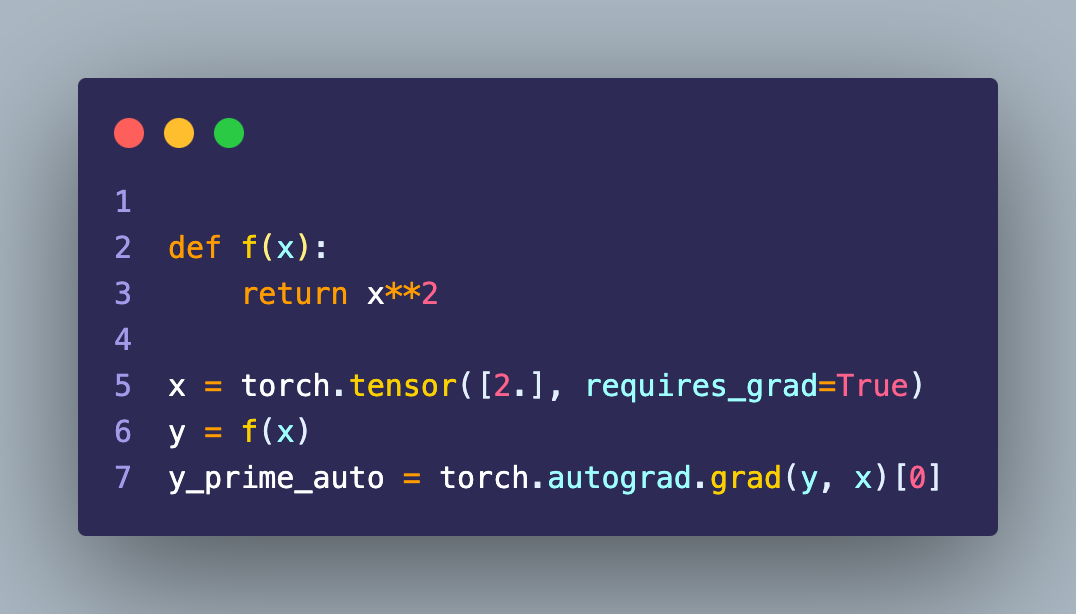 1
2 def f(x):
3     return x**2
4
5 x = torch.tensor([2.], requires_grad=True)
6 y = f(x)
7 y_prime_auto = torch.autograd.grad(y, x)[0]